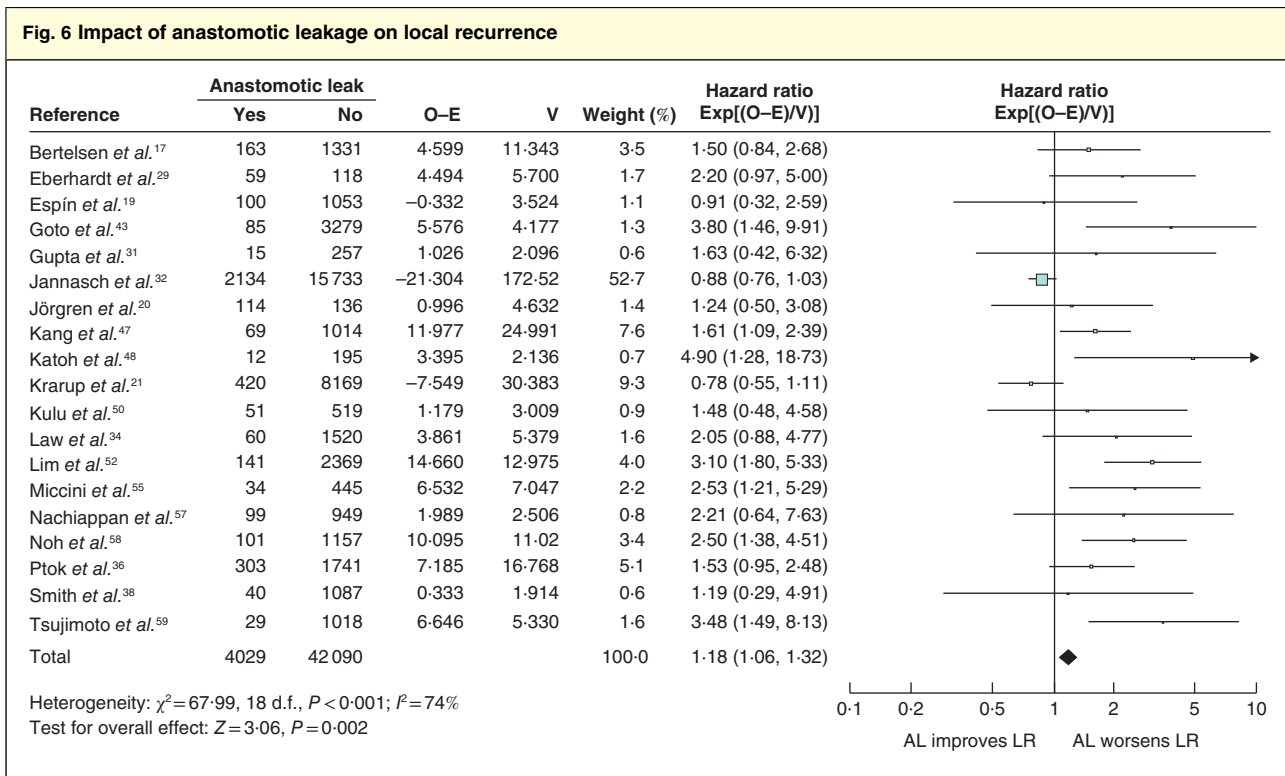 Fig. 6 Impact of anastomotic leakage on local recurrence
Anastomotic leak Hazard ratio Hazard ratio
Reference Yes No O–E V Weight (%) Exp[(O–E)/V)] Exp[(O–E)/V)]
Bertelsen et al.17 163 1331 4·599 11·343 3·5 1·50 (0·84, 2·68)
Eberhardt et al.29 59 118 4·494 5·700 1·7 2·20 (0·97, 5·00)
Espín et al.19 100 1053 –0·332 3·524 1·1 0·91 (0·32, 2·59)
Goto et al.43 85 3279 5·576 4·177 1·3 3·80 (1·46, 9·91)
Gupta et al.31 15 257 1·026 2·096 0·6 1·63 (0·42, 6·32)
Jannasch et al.32 2134 15 733 –21·304 172·52 52·7 0·88 (0·76, 1·03)
Jörgren et al.20 114 136 0·996 4·632 1·4 1·24 (0·50, 3·08)
Kang et al.47 69 1014 11·977 24·991 7·6 1·61 (1·09, 2·39)
Katoh et al.48 12 195 3·395 2·136 0·7 4·90 (1·28, 18·73)
Krarup et al.21 420 8169 –7·549 30·383 9·3 0·78 (0·55, 1·11)
Kulu et al.50 51 519 1·179 3·009 0·9 1·48 (0·48, 4·58)
Law et al.34 60 1520 3·861 5·379 1·6 2·05 (0·88, 4·77)
Lim et al.52 141 2369 14·660 12·975 4·0 3·10 (1·80, 5·33)
Miccini et al.55 34 445 6·532 7·047 2·2 2·53 (1·21, 5·29)
Nachiappan et al.57 99 949 1·989 2·506 0·8 2·21 (0·64, 7·63)
Noh et al.58 101 1157 10·095 11·02 3·4 2·50 (1·38, 4·51)
Ptok et al.36 303 1741 7·185 16·768 5·1 1·53 (0·95, 2·48)
Smith et al.38 40 1087 0·333 1·914 0·6 1·19 (0·29, 4·91)
Tsujimoto et al.59 29 1018 6·646 5·330 1·6 3·48 (1·49, 8·13)
Total 4029 42 090 100·0 1·18 (1·06, 1·32)
Heterogeneity: χ2=67·99, 18 d.f., P<0·001; I2=74%
Test for overall effect: Z=3·06, P=0·002
0·1 0·2 0·5 1 2 5 10
AL improves LR AL worsens LR